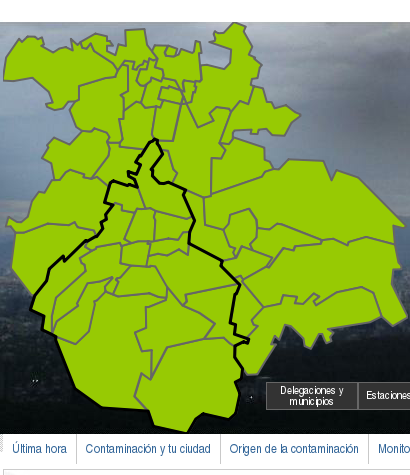 Delegaciones y
municipios
Estaciones
Última hora
Contaminación y tu ciudad
Origen de la contaminación
Monito